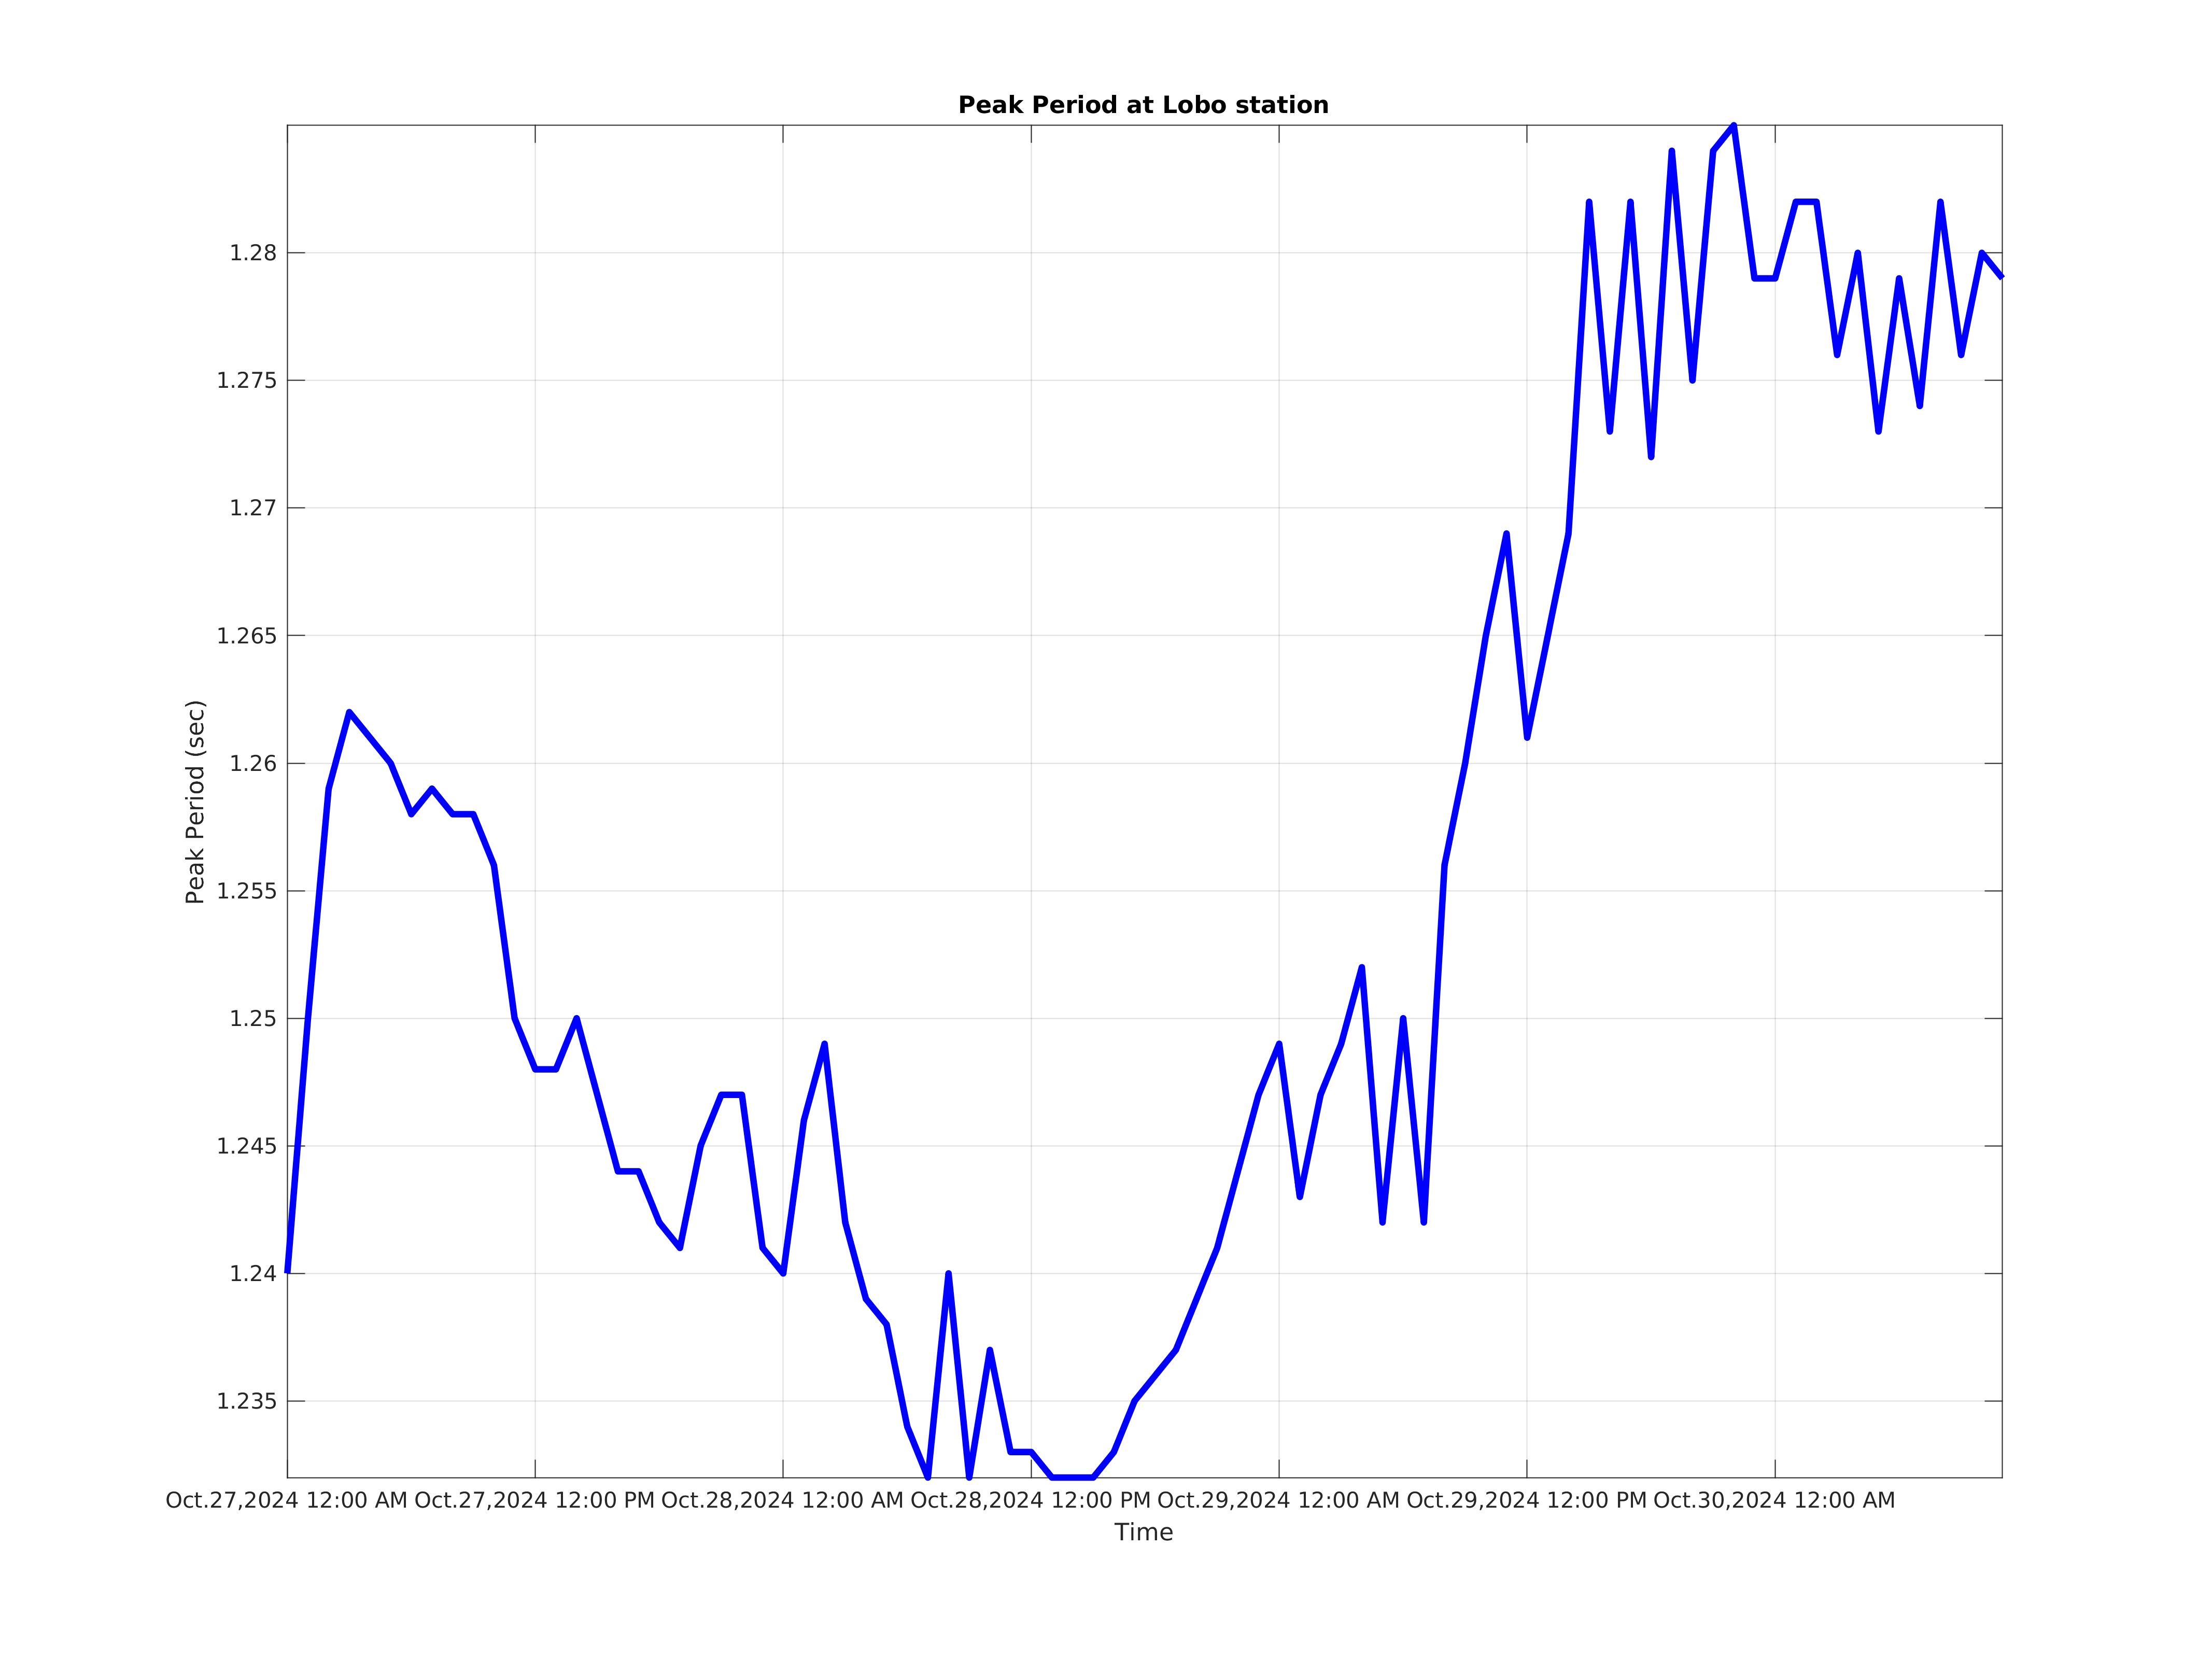 Peak Period at Lobo station
1.28
1.275
1.27
1.265
1.26
1.255
1.25
1.245
1.24
1.235
Peak Period (sec)
Oct.27,2024 12:00 AM Oct.27,2024 12:00 PM Oct.28,2024 12:00 AM Oct.28,2024 12:00 PM Oct.29,2024 12:00 AM Oct.29,2024 12:00 PM Oct.30,2024 12:00 AM
Time